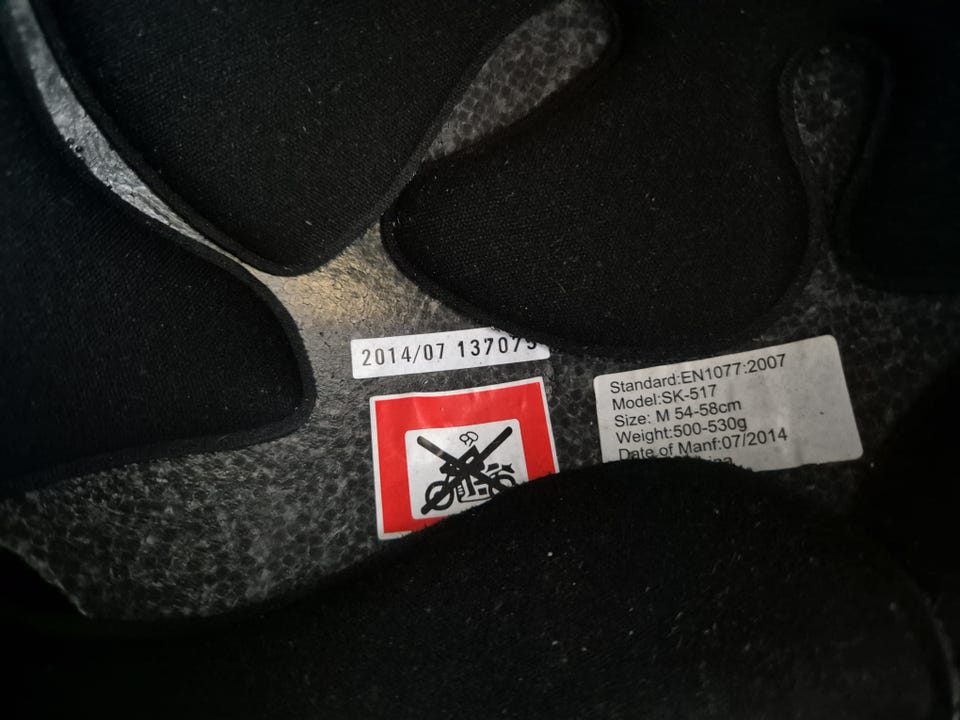 2014/07 137075
Standard:EN1077:2007
Model:SK-517
Size: M 54-58cm
Weight:500-530g
Date of Manf:07/2014